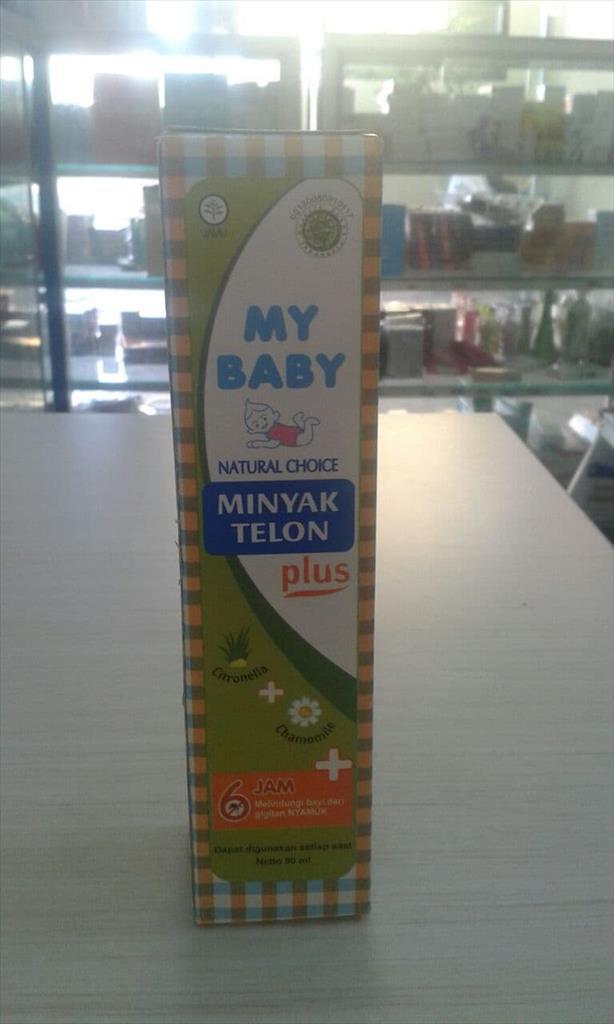 JAMU
MY
BABY
NATURAL CHOICE
MINYAK
TELON
plus
Citronella
+
Chamomile
+
6 JAM
Melindungi bayi dari
gigitan NYAMUK
Dapat digunakan setiap saat
Netto 90 ml